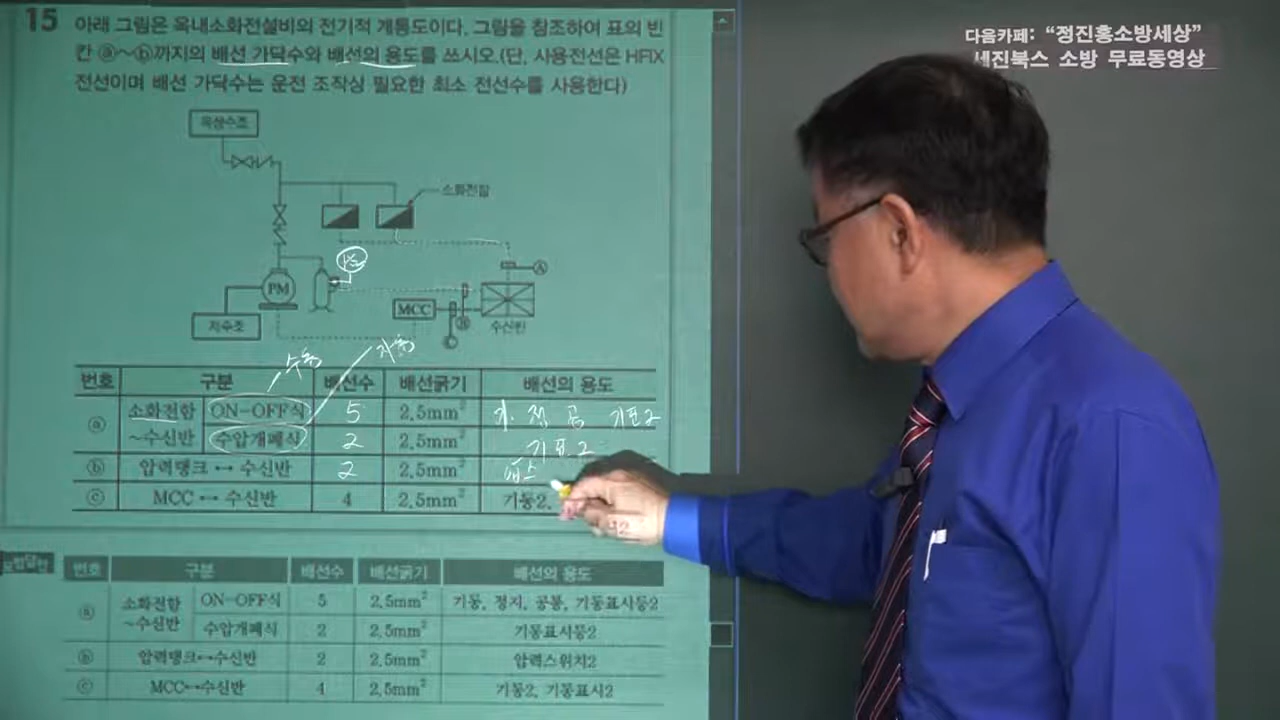 15 아래 그림은 옥내소화전설비의 전기적 계통도이다. 그림을 참조하여 표의 빈
칸 ⓐ~ⓑ까지의 배선 가닥수와 배선의 용도를 쓰시오.(단, 사용전선은 HFIX
전선이며 배선 가닥수는 운전 조작상 필요한 최소 전선수를 사용한다)
다음카페: “정진홍소방세상”
세진북스 소방 무료동영상
옥상수조
소화전함
PS
Ⓐ
PM
MCC
Ⓑ
저수조
수신반
수동
자동
번호 구분 배선수 배선굵기 배선의 용도
ⓐ 소화전함 ON-OFF식 5 2.5mm² 기. 정 공 기표2
~수신반 수압개폐식 2 2.5mm² 기표2
ⓑ 압력탱크 ↔ 수신반 2 2.5mm²
ⓒ MCC ↔ 수신반 4 2.5mm² 기동2,
모범답안
번호 구분 배선수 배선굵기 배선의 용도
ⓐ 소화전함 ON-OFF식 5 2.5mm² 기동, 정지, 공통, 기동표시등2
~수신반 수압개폐식 2 2.5mm² 기동표시등2
ⓑ 압력탱크↔수신반 2 2.5mm² 압력스위치2
ⓒ MCC↔수신반 4 2.5mm² 기동2, 기동표시2